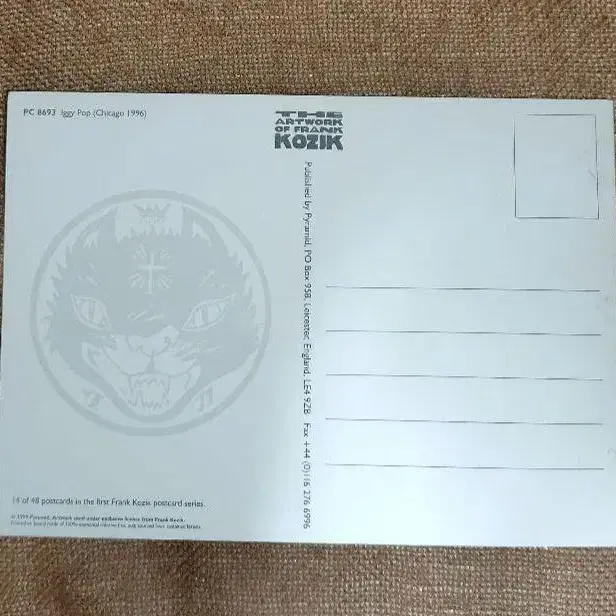 PC 8693 Iggy Pop (Chicago 1996)
THE
ARTWORK
OF FRANK
KOZIK
Published by Pyramid, PO Box 958, Leicester, England, LE4 9ZB Fax +44 (0)116 276 6996
14 of 48 postcards in the first Frank Kozik postcard series.
Pyramid. Artwork used under exclusive licence from Frank Kozik.